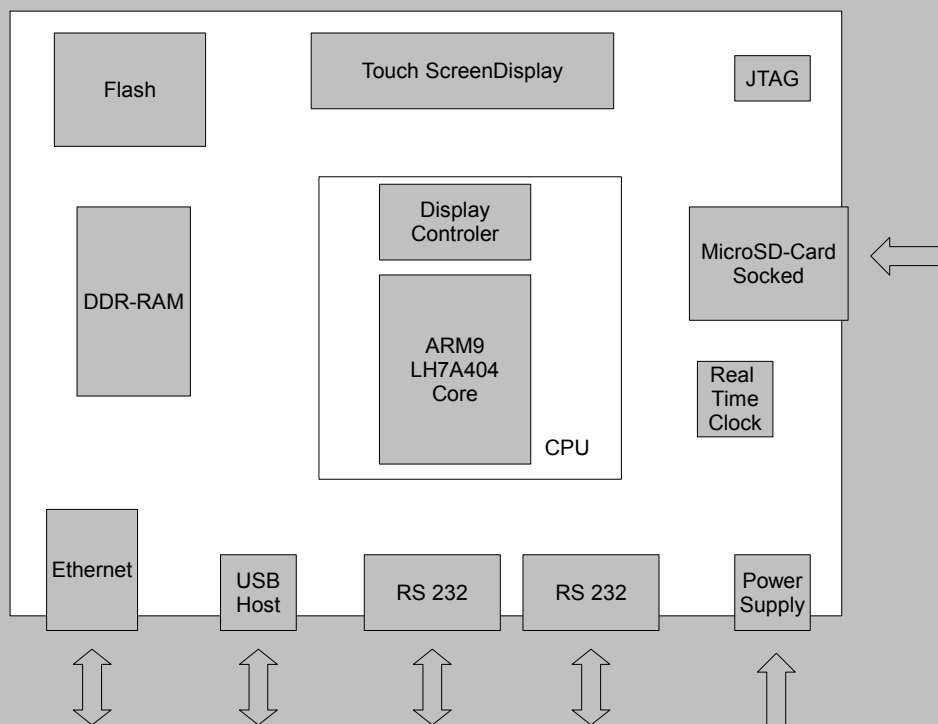 Flash
Touch ScreenDisplay
JTAG
Display
Controler
MicroSD-Card
Socked
DDR-RAM
ARM9
LH7A404
Core
Real
Time
Clock
CPU
Ethernet
USB
Host
RS 232
RS 232
Power
Supply